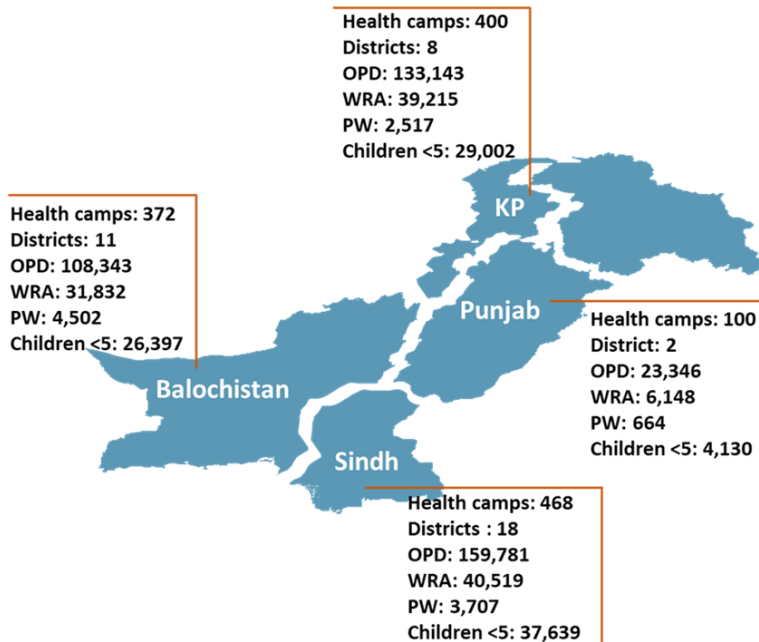 Health camps: 400
Districts: 8
OPD: 133,143
WRA: 39,215
PW: 2,517
Children <5: 29,002
KP
Health camps: 372
Districts: 11
OPD: 108,343
WRA: 31,832
PW: 4,502
Children <5: 26,397
Balochistan
Punjab
Health camps: 100
District: 2
OPD: 23,346
WRA: 6,148
PW: 664
Children <5: 4,130
Sindh
Health camps: 468
Districts : 18
OPD: 159,781
WRA: 40,519
PW: 3,707
Children <5: 37,639